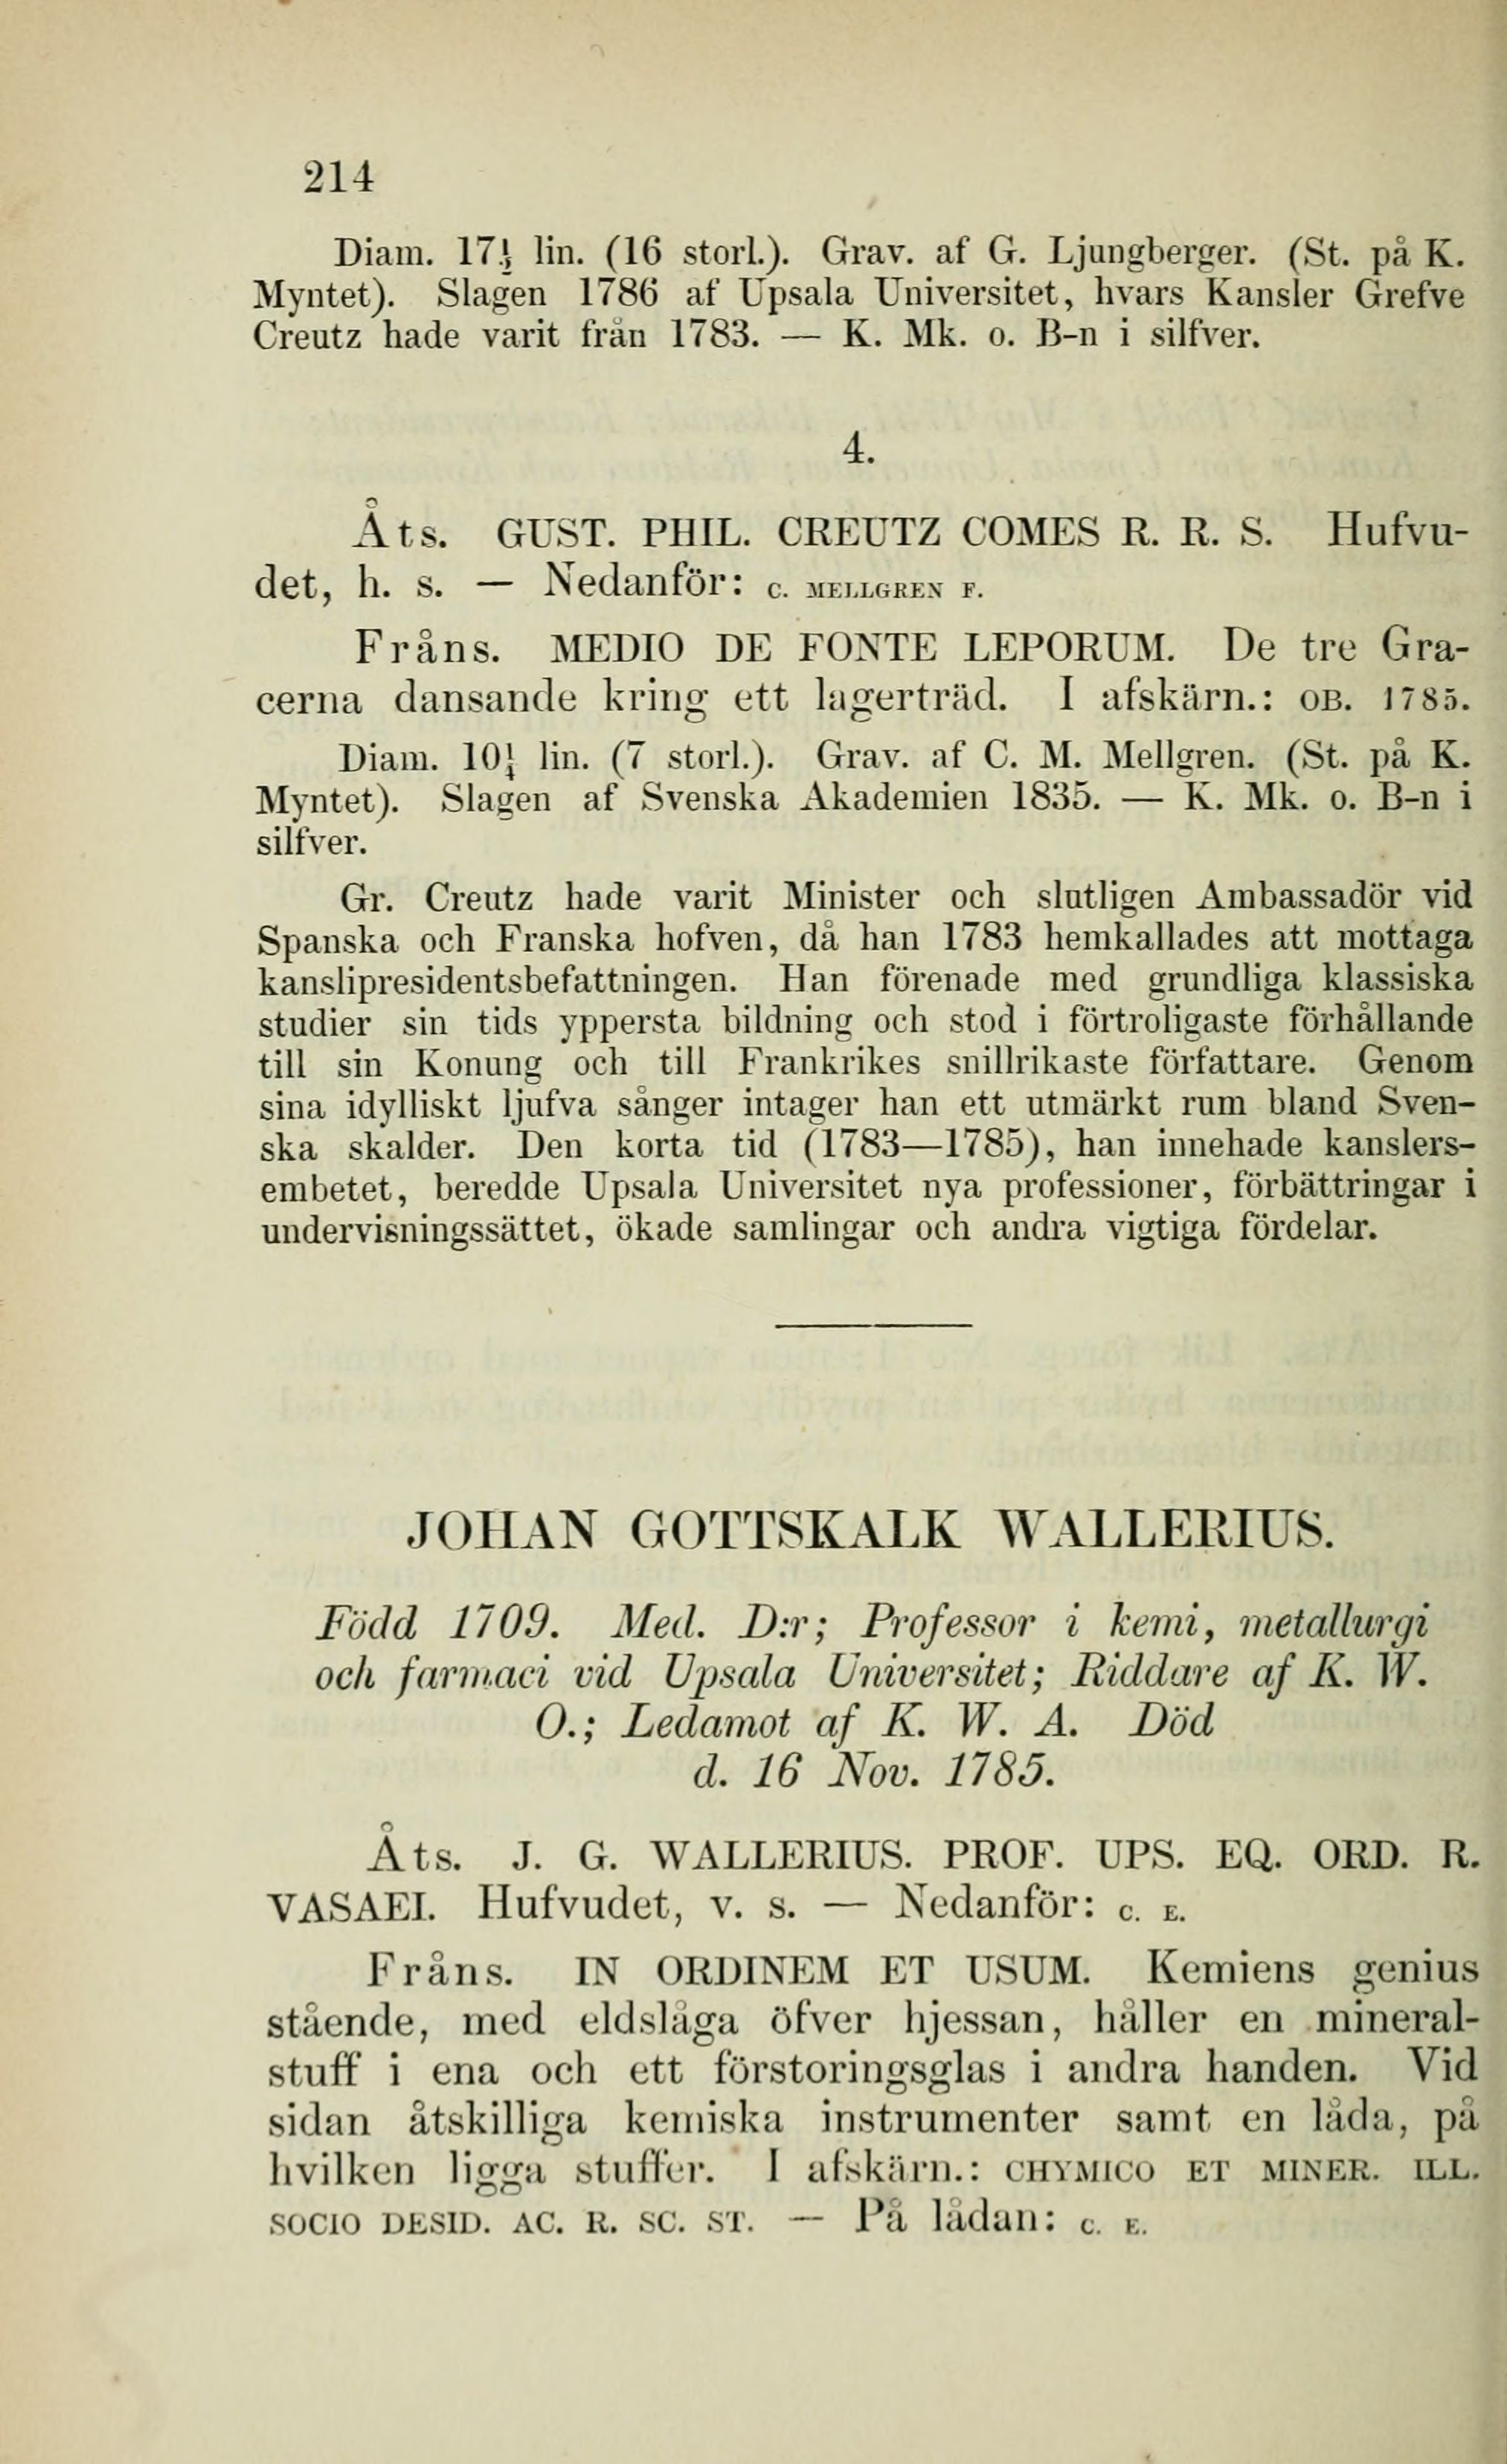 214
Diam. 17½ lin. (16 storl.). Grav. af G. Ljungberger. (St. på K.
Myntet). Slagen 1786 af Upsala Universitet, hvars Kansler Grefve
Creutz hade varit från 1783. — K. Mk. o. B-n i silfver.
4.
Åts. GUST. PHIL. CREUTZ COMES R. R. S. Hufvu-
det, h. s. — Nedanför: C. MELLGREN F.
Fråns. MEDIO DE FONTE LEPORUM. De tre Gra-
cerna dansande kring ett lagerträd. I afskärn.: OB. 1785.
Diam. 10¼ lin. (7 storl.). Grav. af C. M. Mellgren. (St. på K.
Myntet). Slagen af Svenska Akademien 1835. — K. Mk. o. B-n i
silfver.
Gr. Creutz hade varit Minister och slutligen Ambassadör vid
Spanska och Franska hofven, då han 1783 hemkallades att mottaga
kanslipresidentsbefattningen. Han förenade med grundliga klassiska
studier sin tids yppersta bildning och stod i förtroligaste förhållande
till sin Konung och till Frankrikes snillrikaste författare. Genom
sina idylliskt ljufva sånger intager han ett utmärkt rum bland Sven-
ska skalder. Den korta tid (1783—1785), han innehade kanslers-
embetet, beredde Upsala Universitet nya professioner, förbättringar i
undervisningssättet, ökade samlingar och andra vigtiga fördelar.
JOHAN GOTTSKALK WALLERIUS.
Född 1709. Med. D:r; Professor i kemi, metallurgi
och farmaci vid Upsala Universitet; Riddare af K. W.
O.; Ledamot af K. W. A. Död
d. 16 Nov. 1785.
Åts. J. G. WALLERIUS. PROF. UPS. EQ. ORD. R.
VASAEI. Hufvudet, v. s. — Nedanför: C. E.
Fråns. IN ORDINEM ET USUM. Kemiens genius
stående, med eldslåga öfver hjessan, håller en mineral-
stuff i ena och ett förstoringsglas i andra handen. Vid
sidan åtskilliga kemiska instrumenter samt en låda, på
hvilken ligga stuffer. I afskärn.: CHYMICO ET MINER. ILL.
SOCIO DESID. AC. R. SC. ST. — På lådan: C. E.